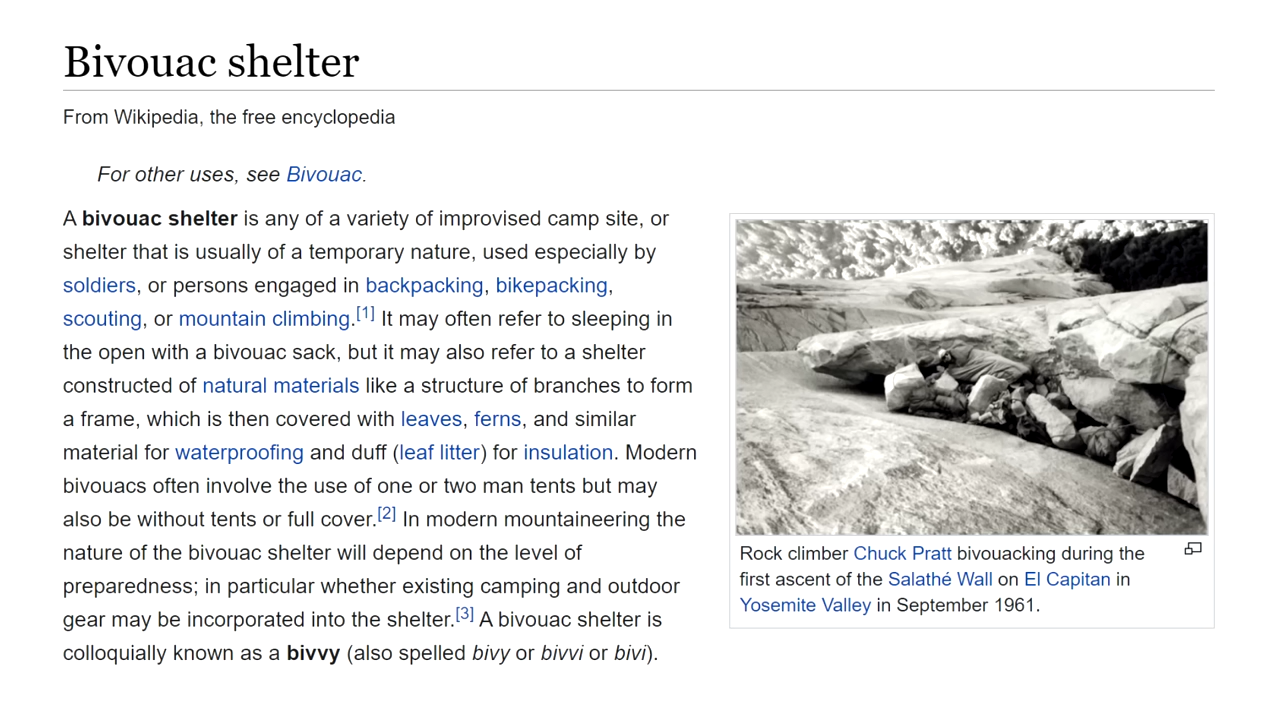 Bivouac shelter
From Wikipedia, the free encyclopedia
For other uses, see Bivouac.
A bivouac shelter is any of a variety of improvised camp site, or
shelter that is usually of a temporary nature, used especially by
soldiers, or persons engaged in backpacking, bikepacking,
scouting, or mountain climbing.[1] It may often refer to sleeping in
the open with a bivouac sack, but it may also refer to a shelter
constructed of natural materials like a structure of branches to form
a frame, which is then covered with leaves, ferns, and similar
material for waterproofing and duff (leaf litter) for insulation. Modern
bivouacs often involve the use of one or two man tents but may
also be without tents or full cover.[2] In modern mountaineering the
nature of the bivouac shelter will depend on the level of
preparedness; in particular whether existing camping and outdoor
gear may be incorporated into the shelter.[3] A bivouac shelter is
colloquially known as a bivvy (also spelled bivy or bivvi or bivi).
Rock climber Chuck Pratt bivouacking during the
first ascent of the Salathé Wall on El Capitan in
Yosemite Valley in September 1961.